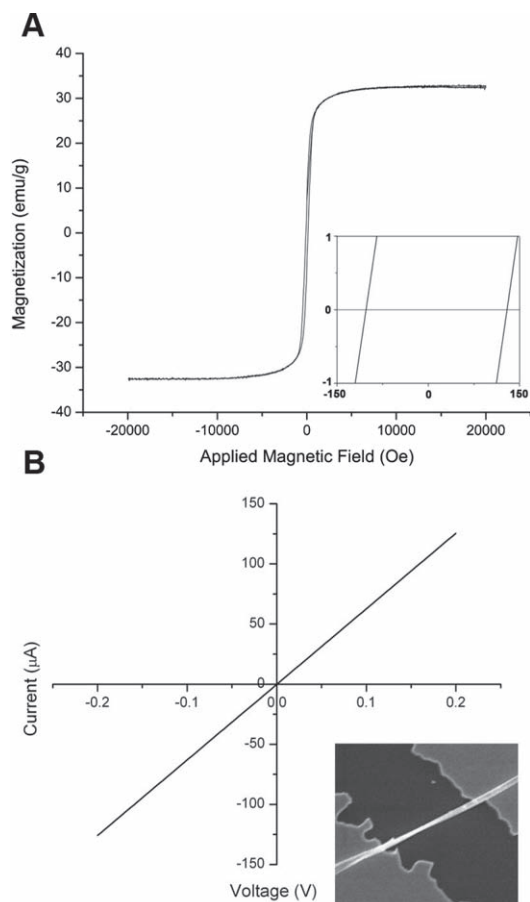 A
40
30
20
10
0
-10
-20
-30
-40
Magnetization (emu/g)
-20000 -10000 0 10000 20000
Applied Magnetic Field (Oe)
1
0
-1
-150 0 150
B
150
100
50
0
-50
-100
-150
-0.2 -0.1 0.0 0.1 0.2
Current (μA)
Voltage (V)